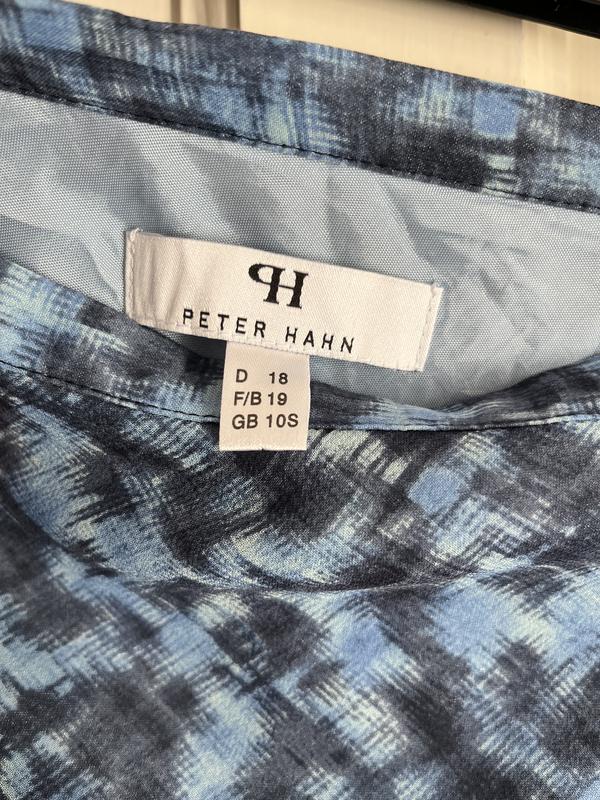 PH
PETER HAHN
D 18
F/B 19
GB 10S